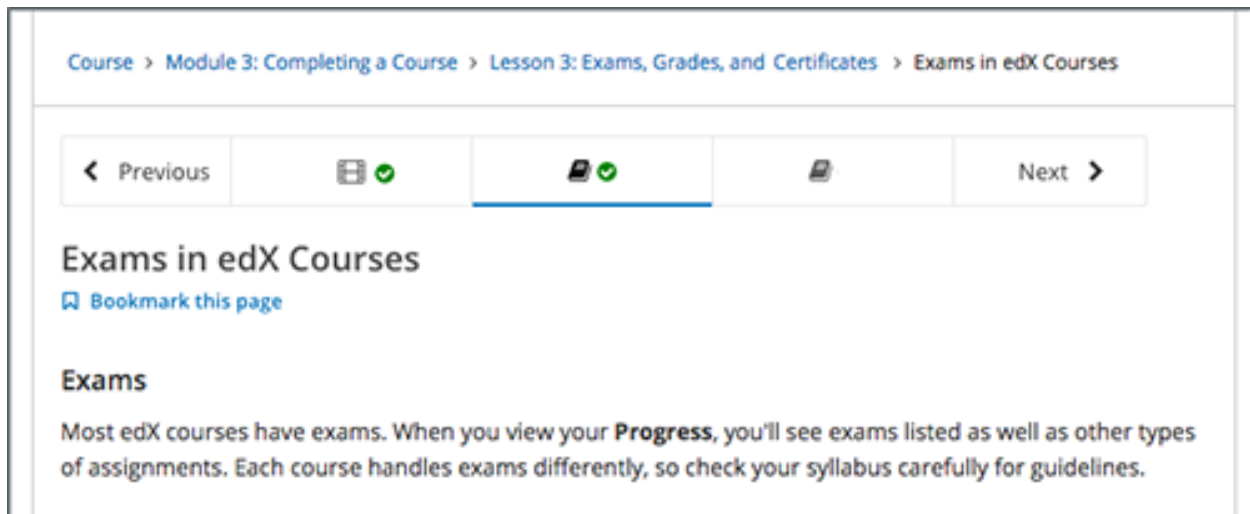 Course > Module 3: Completing a Course > Lesson 3: Exams, Grades, and Certificates > Exams in edX Courses
Previous
Next
Exams in edX Courses
Bookmark this page
Exams
Most edX courses have exams. When you view your Progress, you'll see exams listed as well as other types
of assignments. Each course handles exams differently, so check your syllabus carefully for guidelines.